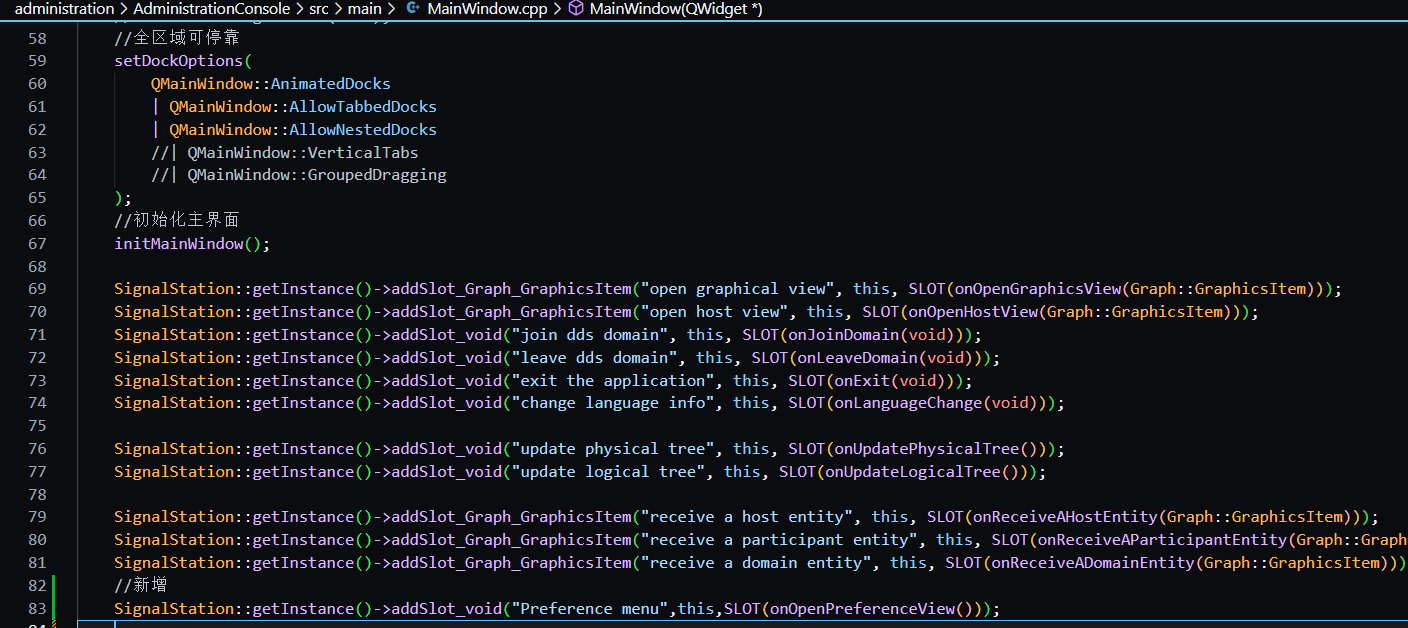 administration > AdministrationConsole > src > main > MainWindow.cpp > MainWindow(QWidget *)
58 //全区域可停靠
59 setDockOptions(
60 QMainWindow::AnimatedDocks
61 | QMainWindow::AllowTabbedDocks
62 | QMainWindow::AllowNestedDocks
63 //| QMainWindow::VerticalTabs
64 //| QMainWindow::GroupedDragging
65 );
66 //初始化主界面
67 initMainWindow();
68
69 SignalStation::getInstance()->addSlot_Graph_GraphicsItem("open graphical view", this, SLOT(onOpenGraphicsView(Graph::GraphicsItem)));
70 SignalStation::getInstance()->addSlot_Graph_GraphicsItem("open host view", this, SLOT(onOpenHostView(Graph::GraphicsItem)));
71 SignalStation::getInstance()->addSlot_void("join dds domain", this, SLOT(onJoinDomain(void)));
72 SignalStation::getInstance()->addSlot_void("leave dds domain", this, SLOT(onLeaveDomain(void)));
73 SignalStation::getInstance()->addSlot_void("exit the application", this, SLOT(onExit(void)));
74 SignalStation::getInstance()->addSlot_void("change language info", this, SLOT(onLanguageChange(void)));
75
76 SignalStation::getInstance()->addSlot_void("update physical tree", this, SLOT(onUpdatePhysicalTree()));
77 SignalStation::getInstance()->addSlot_void("update logical tree", this, SLOT(onUpdateLogicalTree()));
78
79 SignalStation::getInstance()->addSlot_Graph_GraphicsItem("receive a host entity", this, SLOT(onReceiveAHostEntity(Graph::GraphicsItem)));
80 SignalStation::getInstance()->addSlot_Graph_GraphicsItem("receive a participant entity", this, SLOT(onReceiveAParticipantEntity(Graph::Graph
81 SignalStation::getInstance()->addSlot_Graph_GraphicsItem("receive a domain entity", this, SLOT(onReceiveADomainEntity(Graph::GraphicsItem)))
82 //新增
83 SignalStation::getInstance()->addSlot_void("Preference menu",this,SLOT(onOpenPreferenceView()));